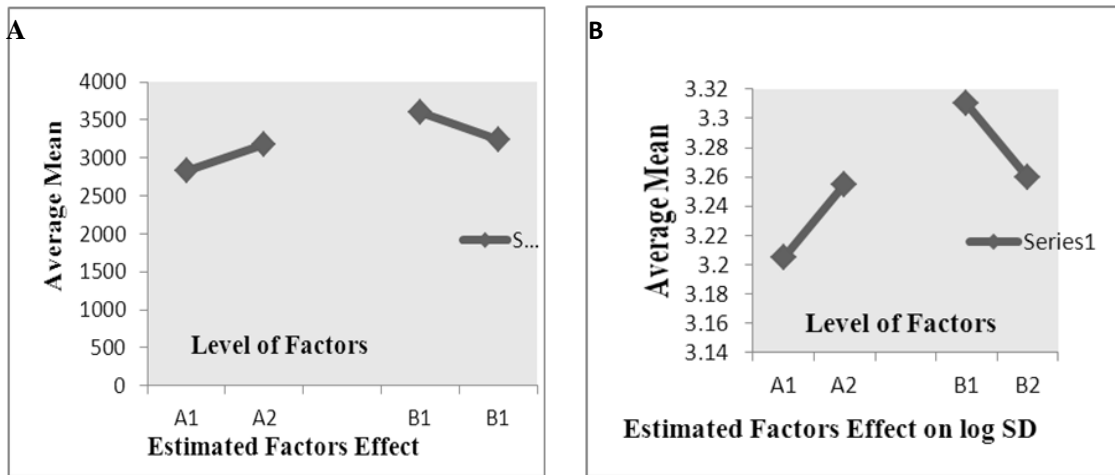 A
Average Mean
4000
3500
3000
2500
2000
1500
1000
500
0
S...
Level of Factors
A1 A2 B1 B1
Estimated Factors Effect
B
Average Mean
3.32
3.3
3.28
3.26
3.24
3.22
3.2
3.18
3.16
3.14
Series1
Level of Factors
A1 A2 B1 B2
Estimated Factors Effect on log SD